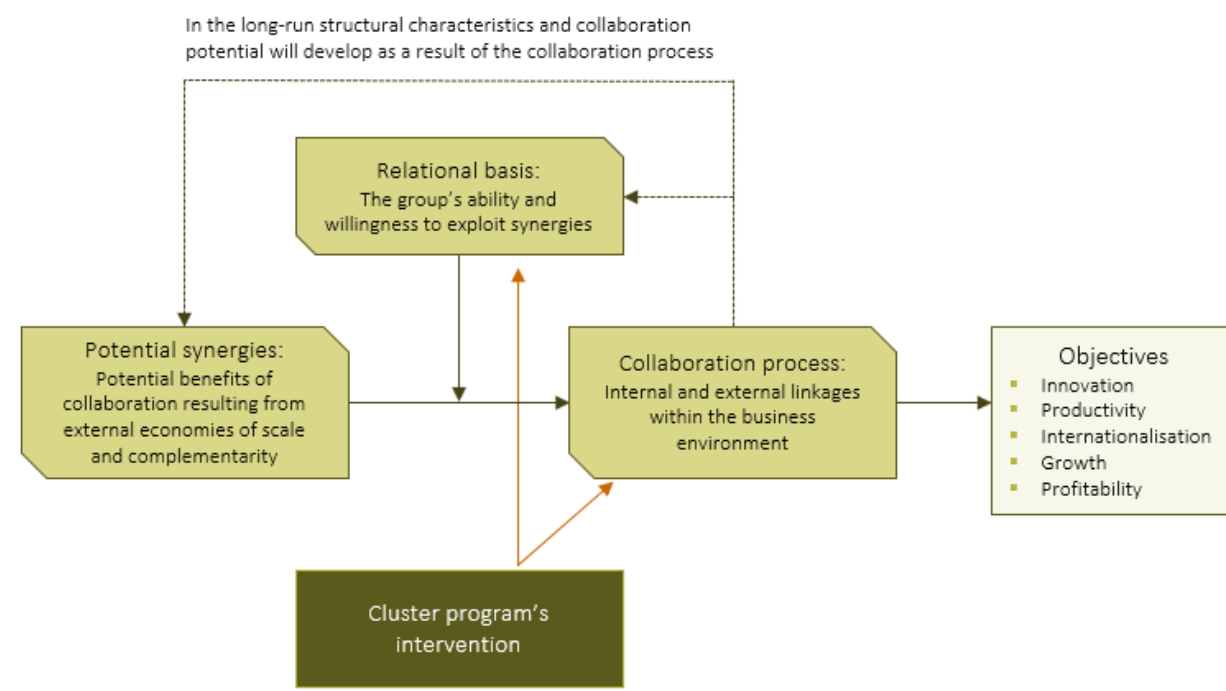 In the long-run structural characteristics and collaboration
potential will develop as a result of the collaboration process
Relational basis:
The group's ability and
willingness to exploit synergies
Potential synergies:
Potential benefits of
collaboration resulting from
external economies of scale
and complementarity
Collaboration process:
Internal and external linkages
within the business
environment
Objectives
▪ Innovation
▪ Productivity
▪ Internationalisation
▪ Growth
▪ Profitability
Cluster program's
intervention